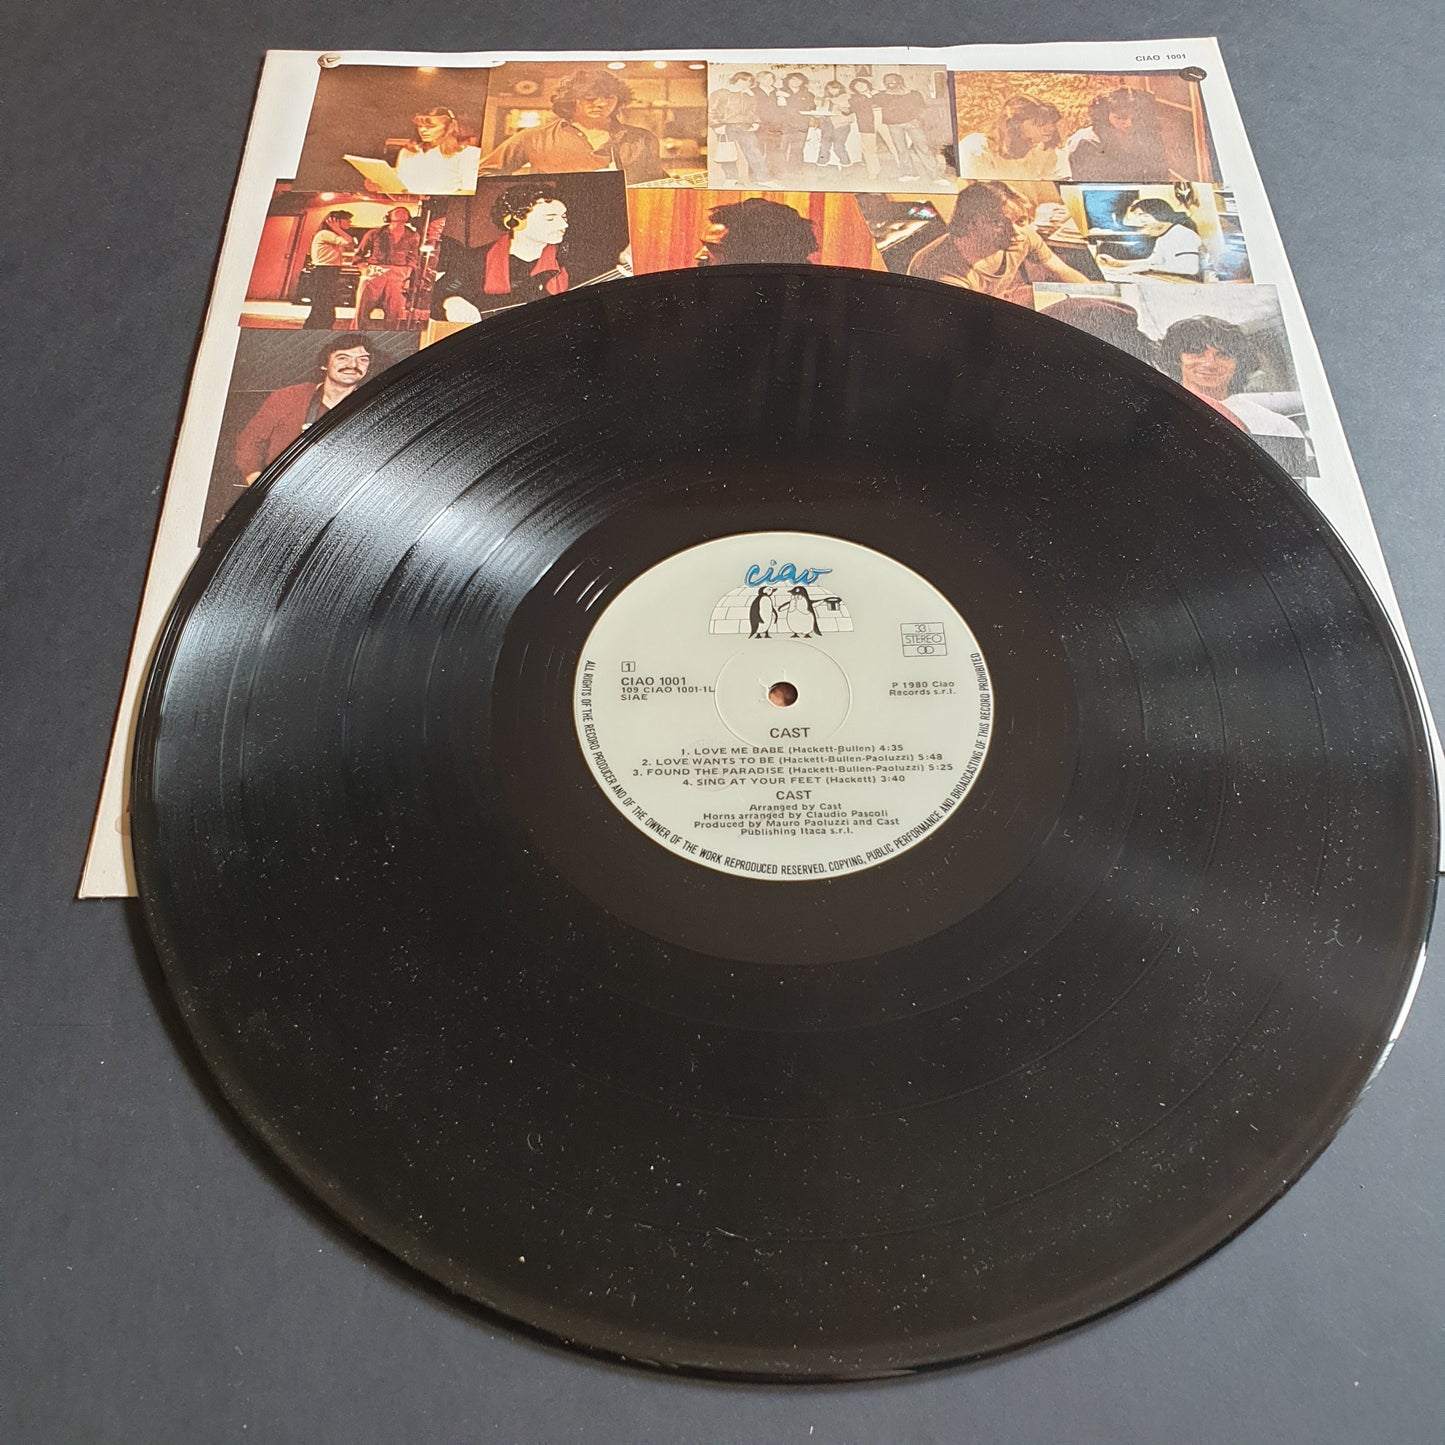 CIAO 1001
ciao
33⅓
STEREO
1
CIAO 1001
109 CIAO 1001-1L
SIAE
P 1980 Ciao
Records s.r.l.
CAST
1. LOVE ME BABE (Hackett-Bullen) 4:35
2. LOVE WANTS TO BE (Hackett-Bullen-Paoluzzi) 5:48
3. FOUND THE PARADISE (Hackett-Bullen-Paoluzzi) 5:25
4. SING AT YOUR FEET (Hackett) 3:40
CAST
Arranged by Cast
Horns arranged by Claudio Pascoli
Produced by Mauro Paoluzzi and Cast
Publishing Itaca s.r.l.
ALL RIGHTS OF THE RECORD PRODUCER AND OF THE OWNER OF THE WORK REPRODUCED RESERVED. COPYING, PUBLIC PERFORMANCE AND BROADCASTING OF THIS RECORD PROHIBITED